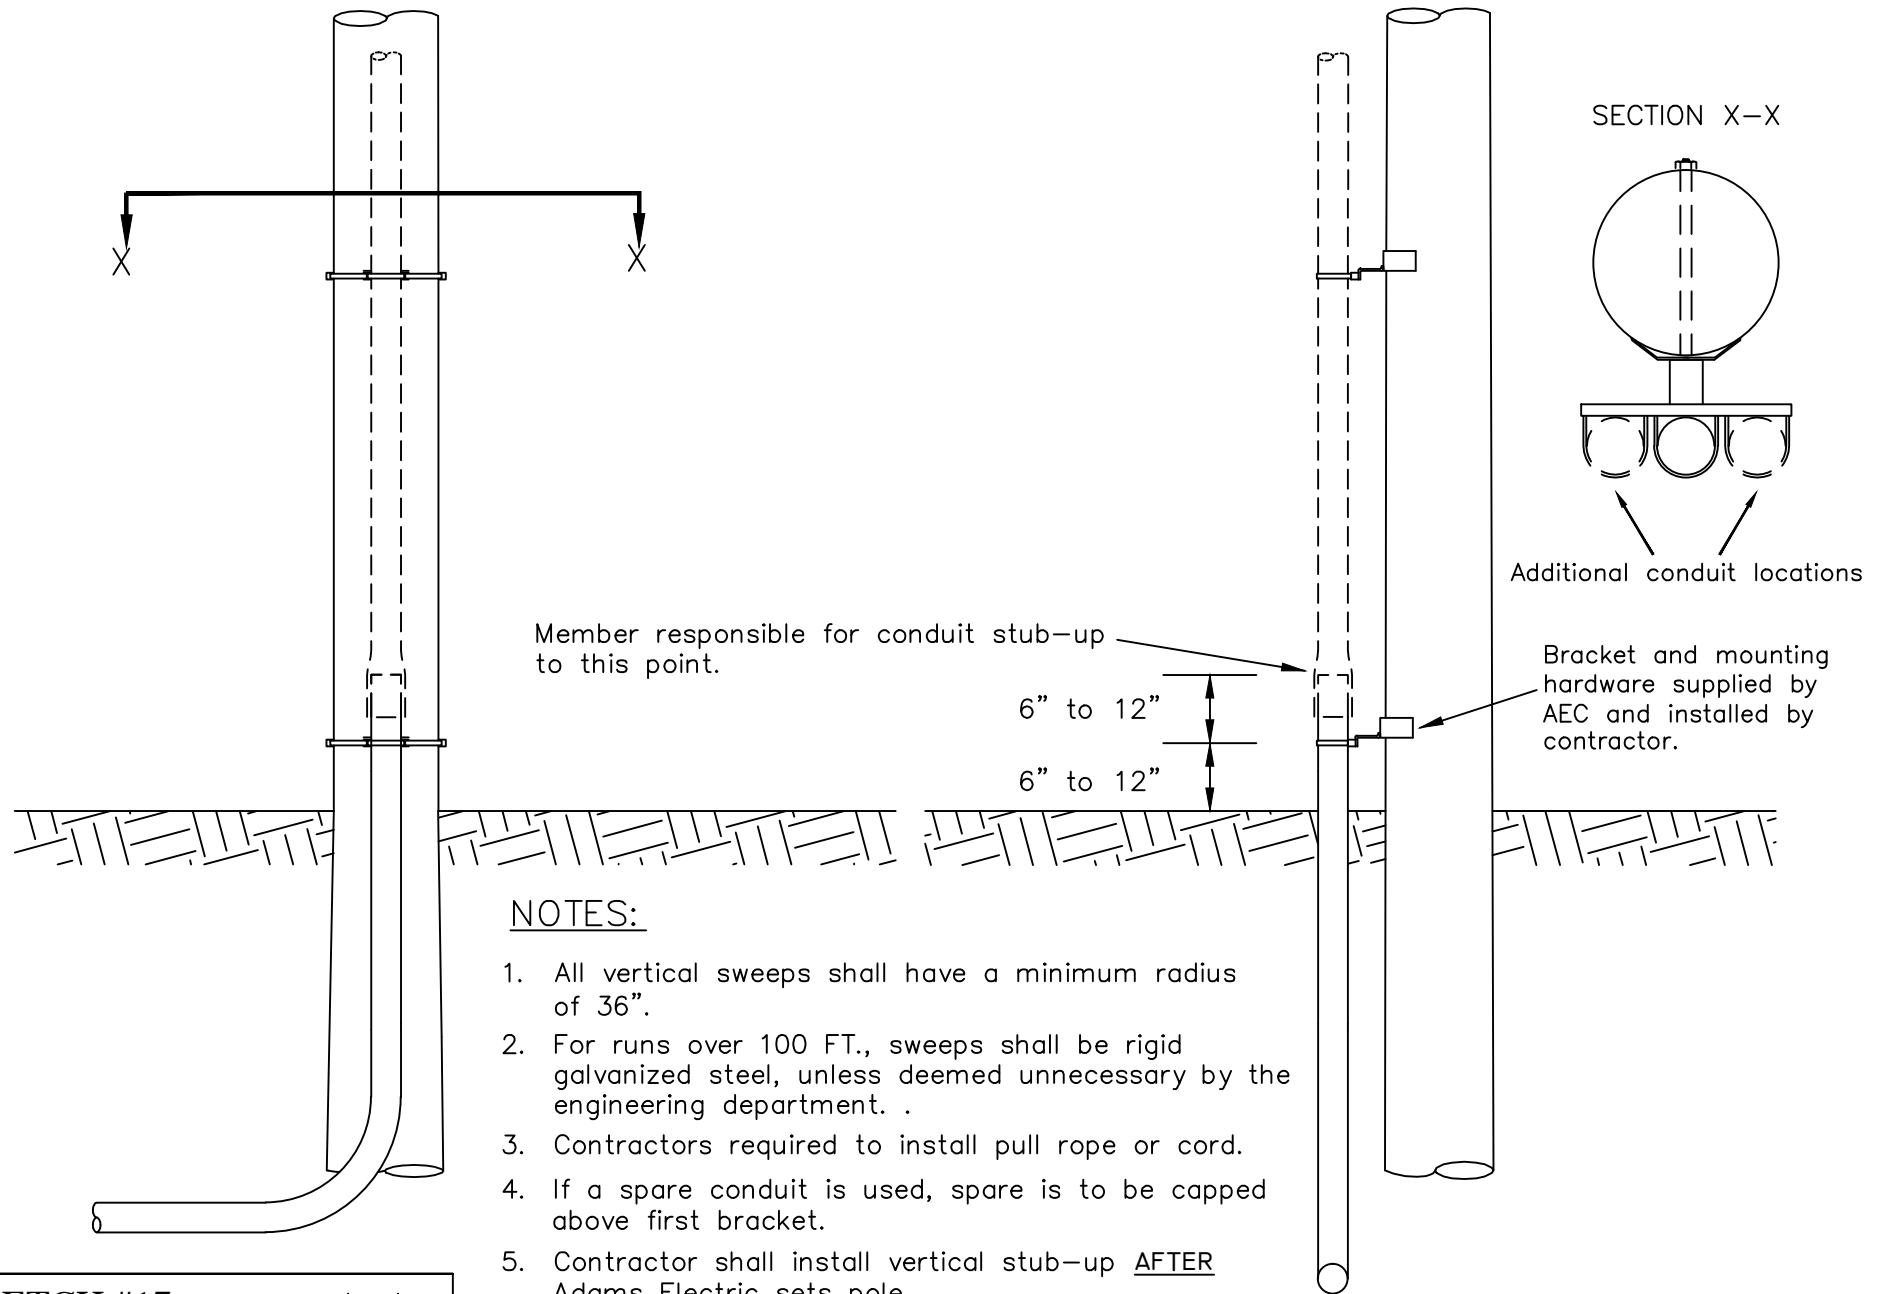 SECTION X–X
X
X
Additional conduit locations
Member responsible for conduit stub–up
to this point.
Bracket and mounting
hardware supplied by
AEC and installed by
contractor.
6” to 12”
6” to 12”
NOTES:
1. All vertical sweeps shall have a minimum radius
of 36”.
2. For runs over 100 FT., sweeps shall be rigid
galvanized steel, unless deemed unnecessary by the
engineering department. .
3. Contractors required to install pull rope or cord.
4. If a spare conduit is used, spare is to be capped
above first bracket.
5. Contractor shall install vertical stub–up AFTER
Adams Electric sets pole